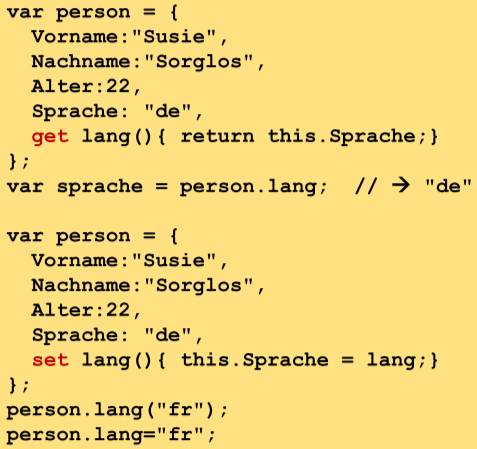 var person = {
  Vorname:"Susie",
  Nachname:"Sorglos",
  Alter:22,
  Sprache: "de",
  get lang(){ return this.Sprache;}
};
var sprache = person.lang;  // → "de"

var person = {
  Vorname:"Susie",
  Nachname:"Sorglos",
  Alter:22,
  Sprache: "de",
  set lang(){ this.Sprache = lang;}
};
person.lang("fr");
person.lang="fr";